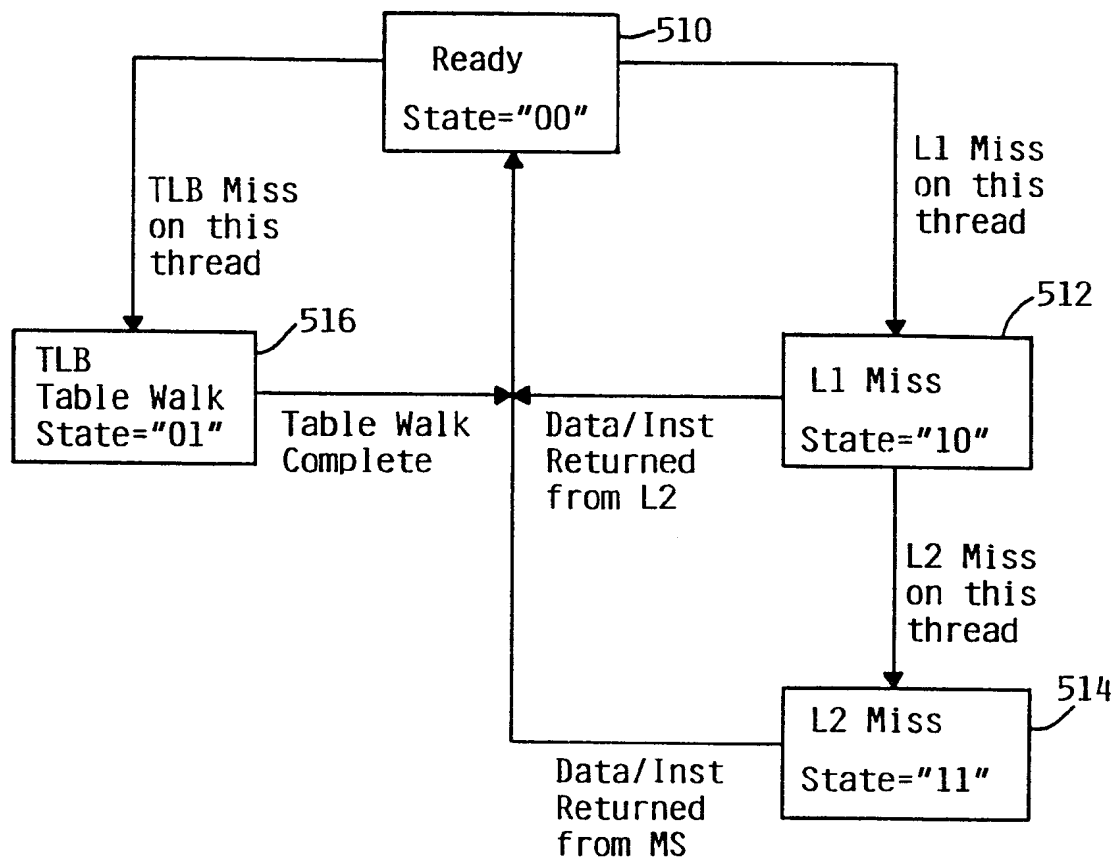 510
Ready
State="00"
TLB Miss
on this
thread
L1 Miss
on this
thread
516
512
TLB
Table Walk
State="01"
L1 Miss
State="10"
Table Walk
Complete
Data/Inst
Returned
from L2
L2 Miss
on this
thread
514
L2 Miss
State="11"
Data/Inst
Returned
from MS